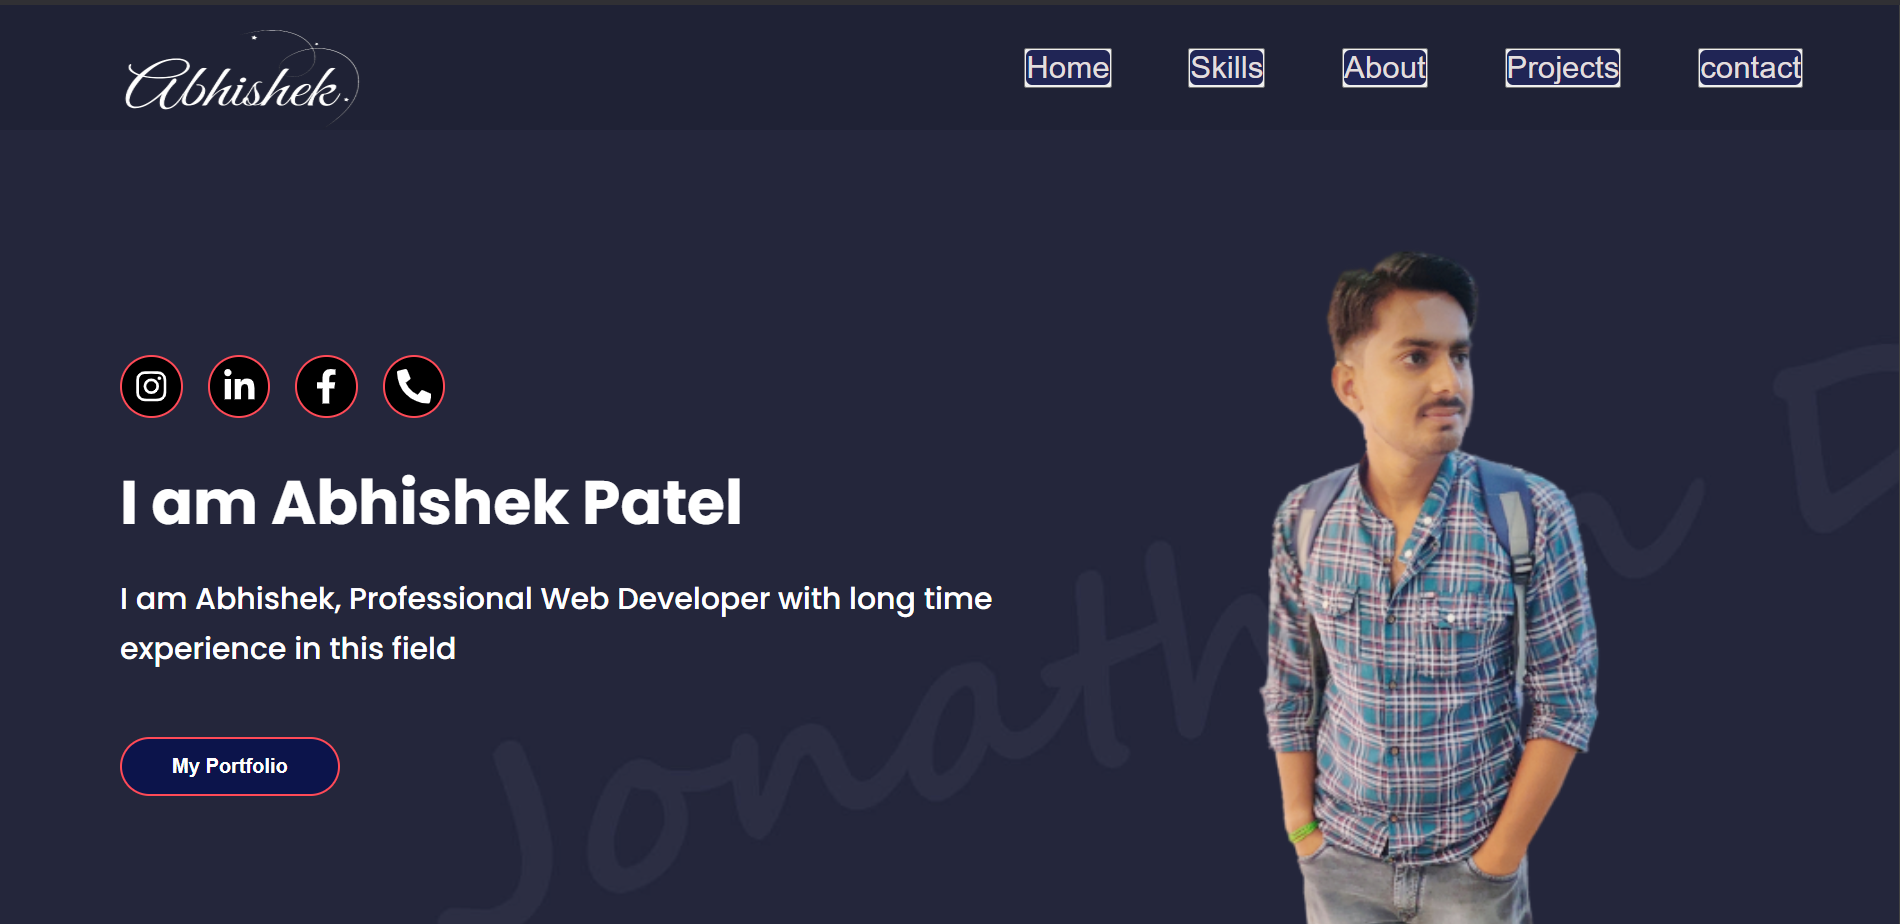 Abhishek
Home Skills About Projects contact
I am Abhishek Patel
I am Abhishek, Professional Web Developer with long time
experience in this field
My Portfolio
Jonath n D